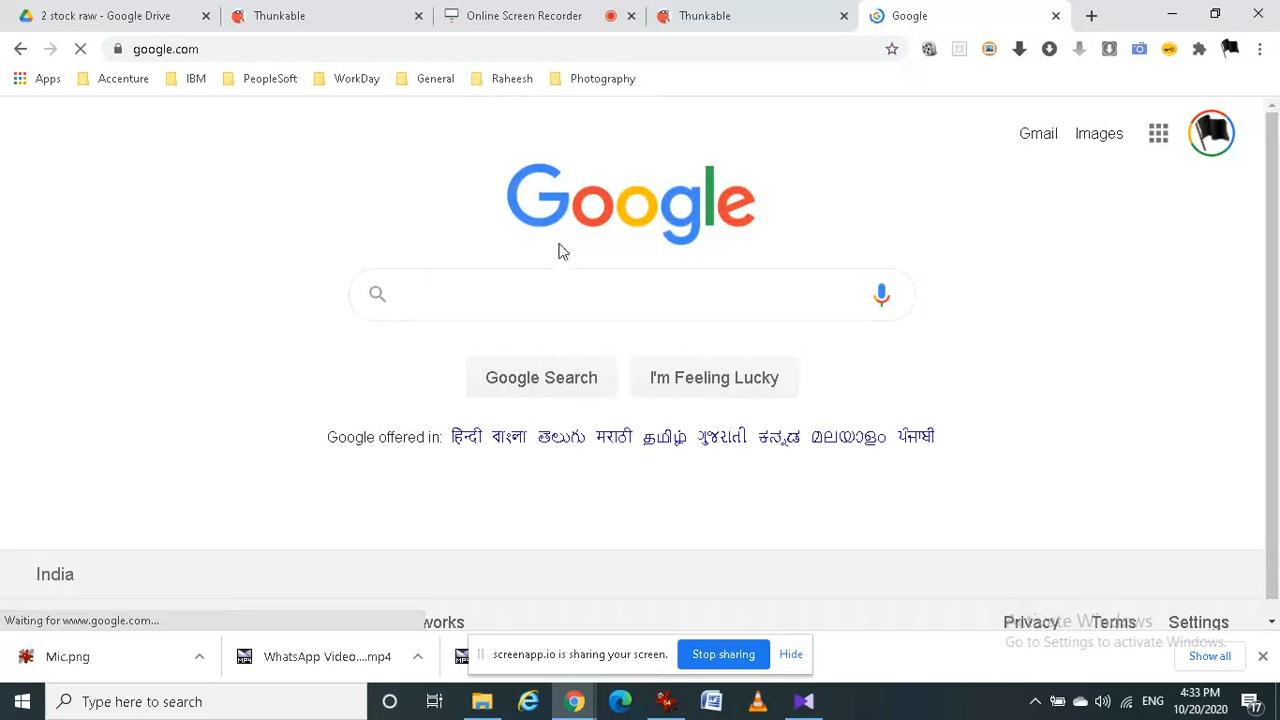 2 stock raw - Google Drive
Thunkable
Online Screen Recorder
Thunkable
Google
google.com
Apps
Accenture
IBM
PeopleSoft
WorkDay
General
Raheesh
Photography
Gmail
Images
Google
Google Search
I'm Feeling Lucky
Google offered in: हिन्दी বাংলা తెలుగు मराठी தமிழ் ગુજરાતી ಕನ್ನಡ മലയാളം ਪੰਜਾਬੀ
India
Waiting for www.google.com...
works
Privacy
Terms
Settings
Activate Windows
Go to Settings to activate Windows.
Mic.png
WhatsApp Video....mp4
screenapp.io is sharing your screen.
Stop sharing
Hide
Show all
Type here to search
64
ENG
4:33 PM
10/20/2020
17